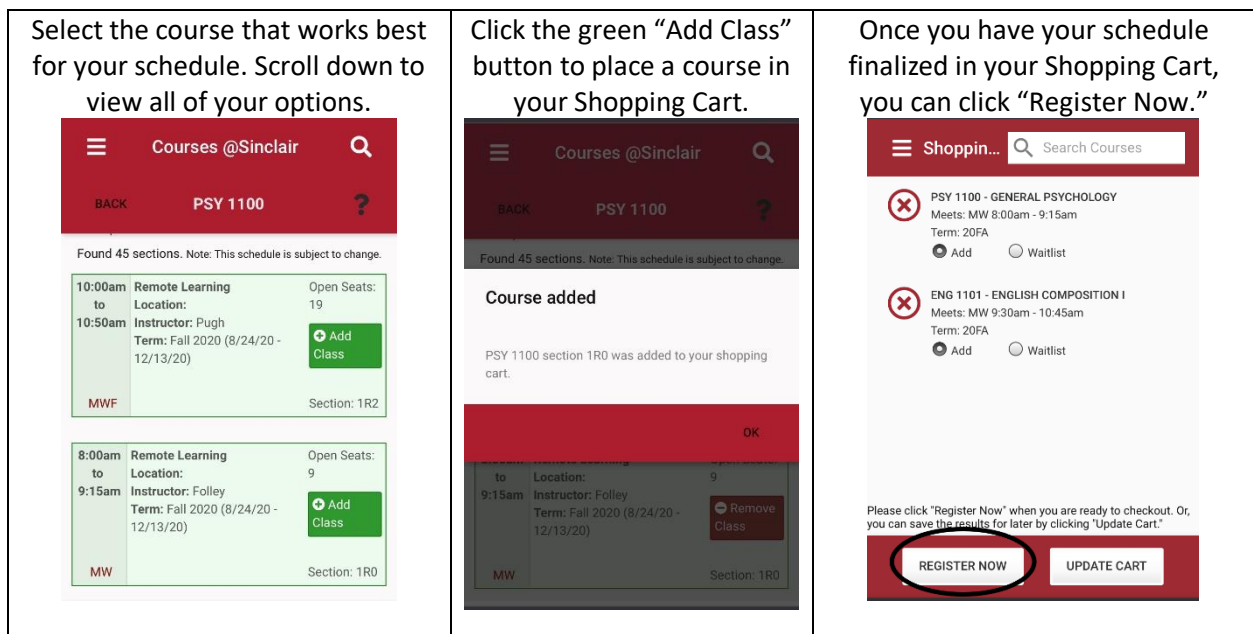 Select the course that works best
for your schedule. Scroll down to
view all of your options.
Courses @Sinclair
BACK
PSY 1100
?
Found 45 sections. Note: This schedule is subject to change.
10:00am
to
10:50am
MWF
Remote Learning
Location:
Instructor: Pugh
Term: Fall 2020 (8/24/20 -
12/13/20)
Open Seats:
19
Add
Class
Section: 1R2
8:00am
to
9:15am
MW
Remote Learning
Location:
Instructor: Folley
Term: Fall 2020 (8/24/20 -
12/13/20)
Open Seats:
9
Add
Class
Section: 1R0
Click the green “Add Class”
button to place a course in
your Shopping Cart.
Courses @Sinclair
BACK
PSY 1100
?
Found 45 sections. Note: This schedule is subject to change.
Course added
PSY 1100 section 1R0 was added to your shopping
cart.
OK
to
9:15am
MW
Location:
Instructor: Folley
Term: Fall 2020 (8/24/20 -
12/13/20)
9
Remove
Class
Section: 1R0
Once you have your schedule
finalized in your Shopping Cart,
you can click “Register Now.”
Shoppin...
Search Courses
PSY 1100 - GENERAL PSYCHOLOGY
Meets: MW 8:00am - 9:15am
Term: 20FA
Add Waitlist
ENG 1101 - ENGLISH COMPOSITION I
Meets: MW 9:30am - 10:45am
Term: 20FA
Add Waitlist
Please click "Register Now" when you are ready to checkout. Or,
you can save the results for later by clicking "Update Cart."
REGISTER NOW
UPDATE CART